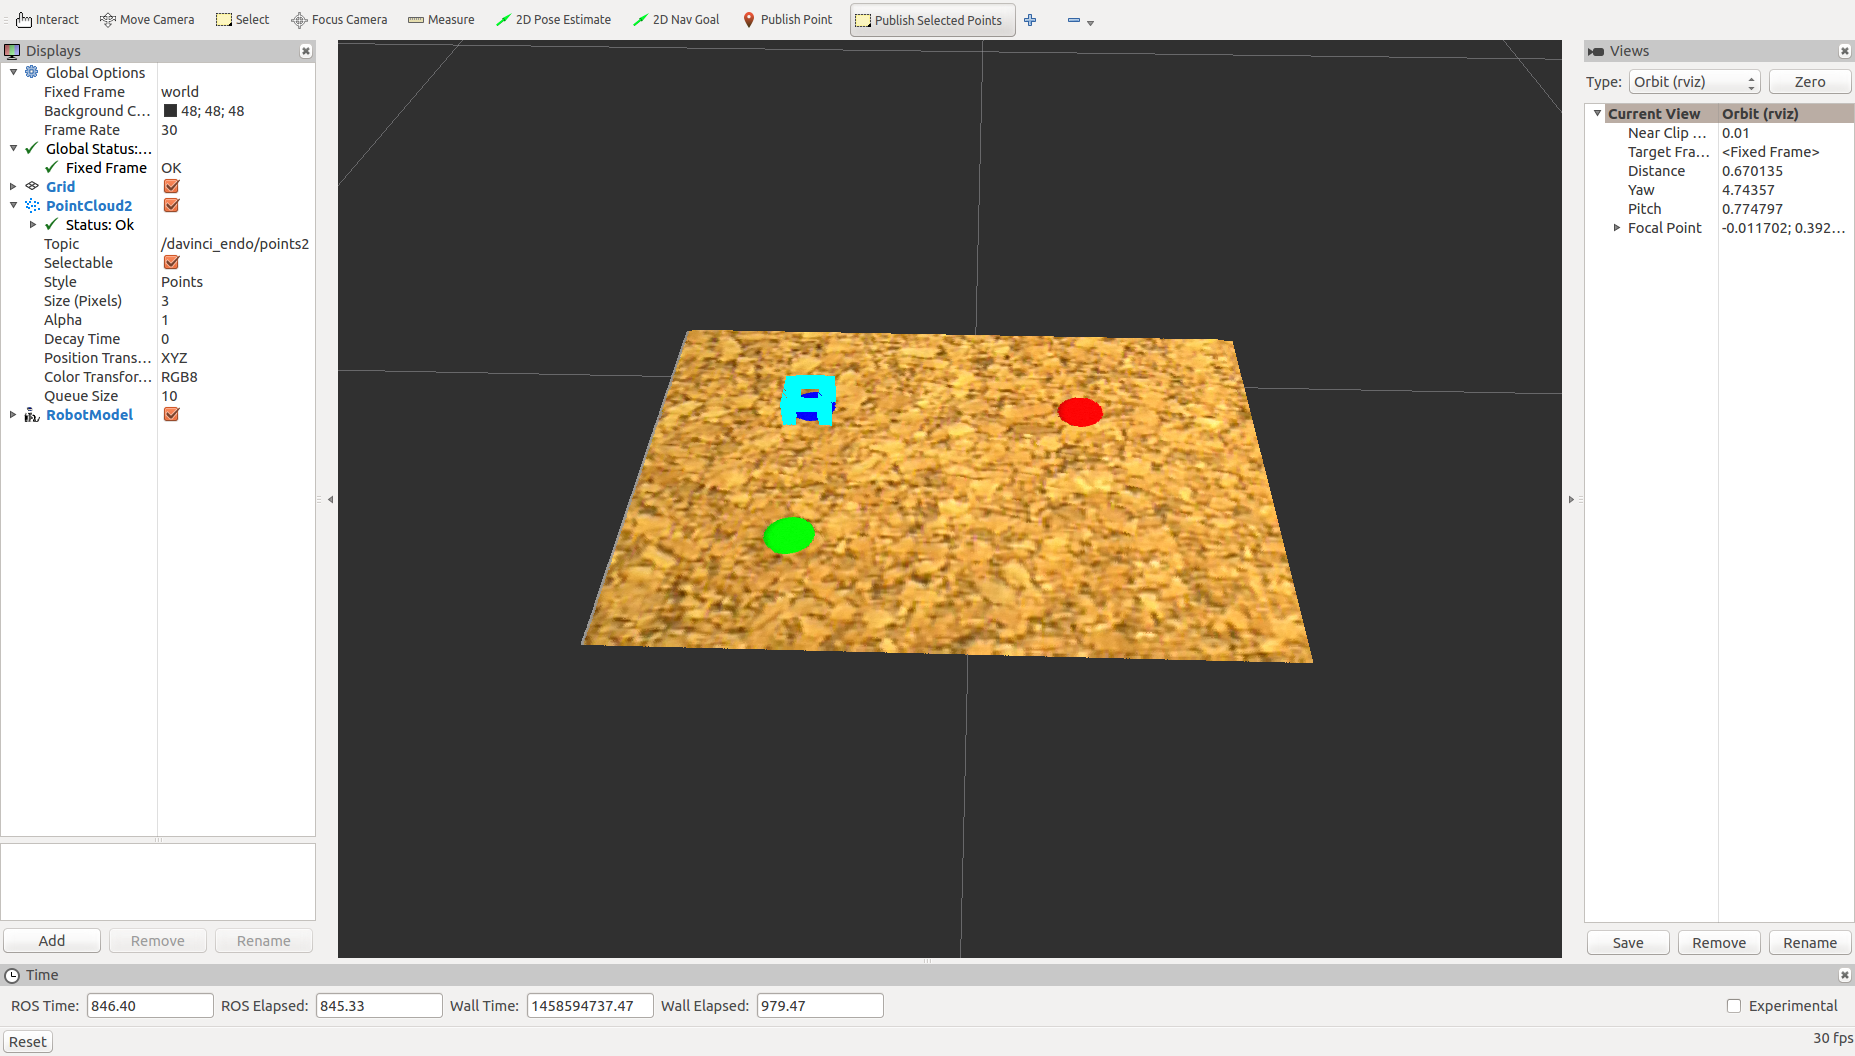 Interact Move Camera Select Focus Camera Measure 2D Pose Estimate 2D Nav Goal Publish Point Publish Selected Points
Displays
Global Options
Fixed Frame world
Background C... 48; 48; 48
Frame Rate 30
Global Status:...
Fixed Frame OK
Grid
PointCloud2
Status: Ok
Topic /davinci_endo/points2
Selectable
Style Points
Size (Pixels) 3
Alpha 1
Decay Time 0
Position Trans... XYZ
Color Transfor... RGB8
Queue Size 10
RobotModel
Add Remove Rename
Views
Type: Orbit (rviz) Zero
Current View Orbit (rviz)
Near Clip ... 0.01
Target Fra... <Fixed Frame>
Distance 0.670135
Yaw 4.74357
Pitch 0.774797
Focal Point -0.011702; 0.392...
Save Remove Rename
Time
ROS Time: 846.40 ROS Elapsed: 845.33 Wall Time: 1458594737.47 Wall Elapsed: 979.47 Experimental
Reset 30 fps